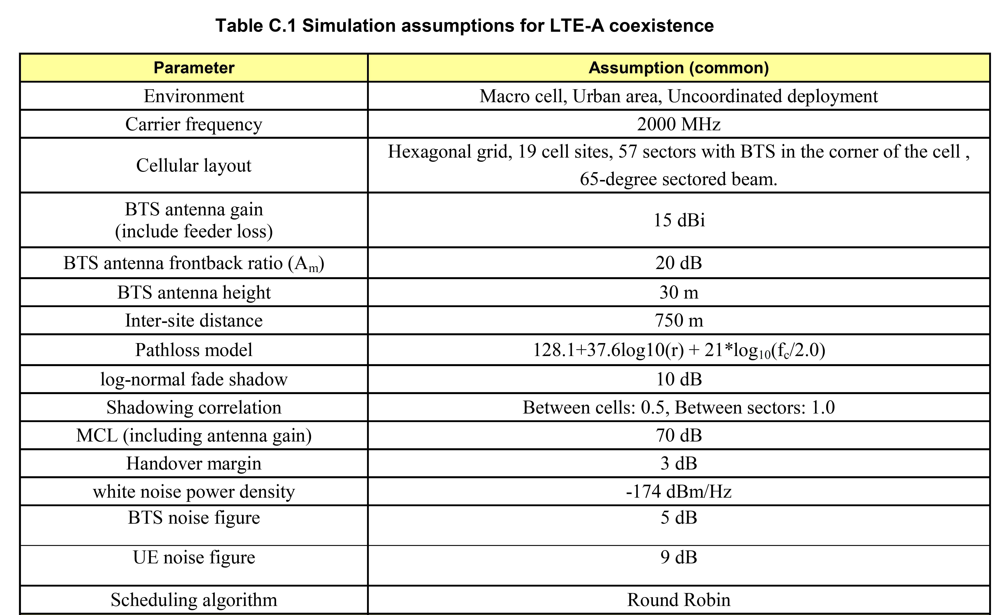 Table C.1 Simulation assumptions for LTE-A coexistence
Parameter
Assumption (common)
Environment
Macro cell, Urban area, Uncoordinated deployment
Carrier frequency
2000 MHz
Cellular layout
Hexagonal grid, 19 cell sites, 57 sectors with BTS in the corner of the cell ,
65-degree sectored beam.
BTS antenna gain
(include feeder loss)
15 dBi
BTS antenna frontback ratio (Am)
20 dB
BTS antenna height
30 m
Inter-site distance
750 m
Pathloss model
128.1+37.6log10(r) + 21*log10(fc/2.0)
log-normal fade shadow
10 dB
Shadowing correlation
Between cells: 0.5, Between sectors: 1.0
MCL (including antenna gain)
70 dB
Handover margin
3 dB
white noise power density
-174 dBm/Hz
BTS noise figure
5 dB
UE noise figure
9 dB
Scheduling algorithm
Round Robin